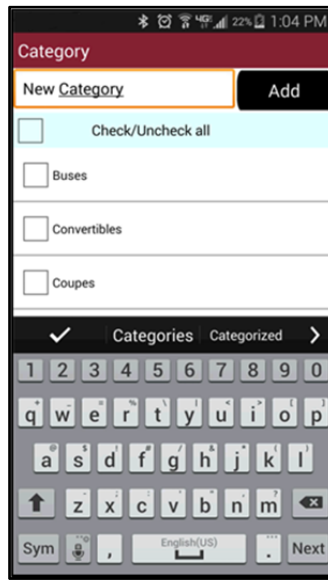 4G 22% 1:04 PM
Category
New Category Add
Check/Uncheck all
Buses
Convertibles
Coupes
Categories Categorized
1 2 3 4 5 6 7 8 9 0
q w e r t y u i o p
a s d f g h j k l
z x c v b n m
Sym , English(US) . Next